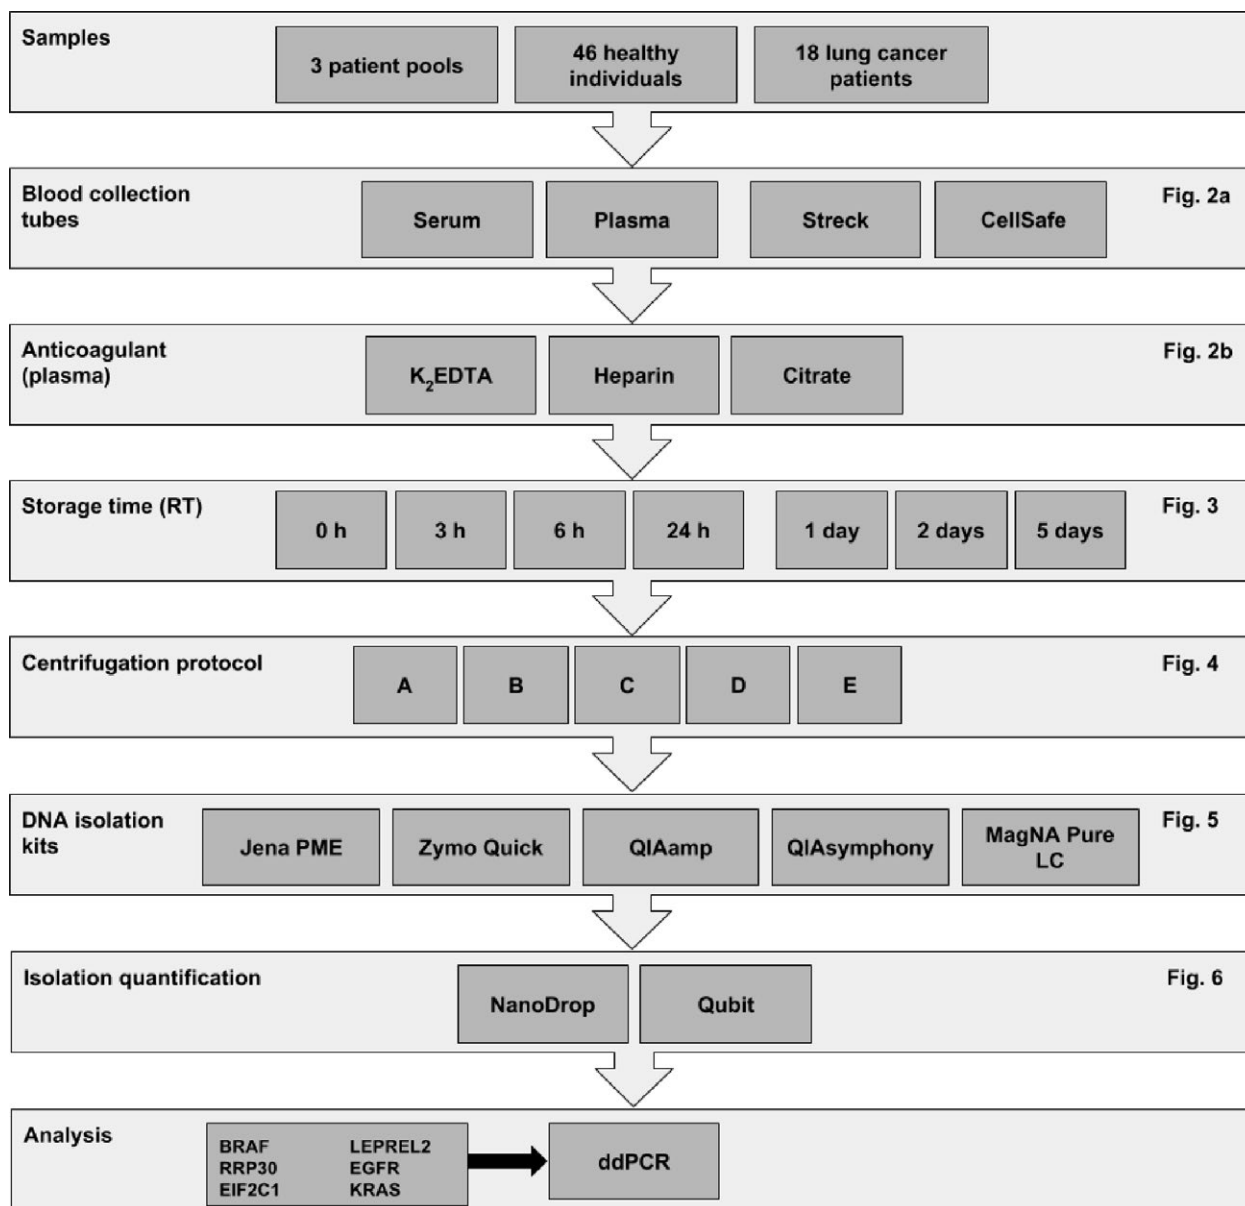 Samples
3 patient pools
46 healthy
individuals
18 lung cancer
patients
Blood collection
tubes
Serum
Plasma
Streck
CellSafe
Fig. 2a
Anticoagulant
(plasma)
K₂EDTA
Heparin
Citrate
Fig. 2b
Storage time (RT)
0 h
3 h
6 h
24 h
1 day
2 days
5 days
Fig. 3
Centrifugation protocol
A
B
C
D
E
Fig. 4
DNA isolation
kits
Jena PME
Zymo Quick
QIAamp
QIAsymphony
MagNA Pure
LC
Fig. 5
Isolation quantification
NanoDrop
Qubit
Fig. 6
Analysis
BRAF LEPREL2
RRP30 EGFR
EIF2C1 KRAS
ddPCR